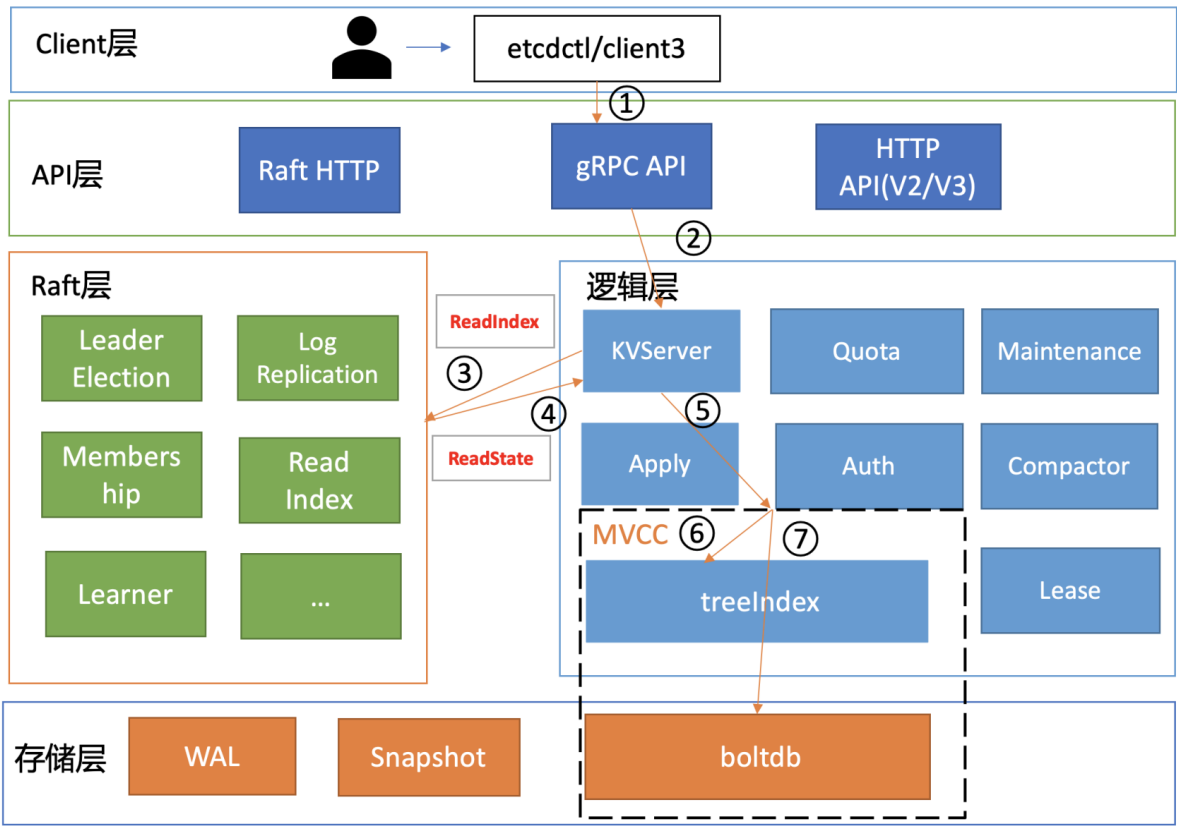 Client层
etcdctl/client3
①
API层
Raft HTTP
gRPC API
HTTP
API(V2/V3)
②
Raft层
Leader
Election
Log
Replication
Members
hip
Read
Index
Learner
...
ReadIndex
③
④
ReadState
逻辑层
KVServer
Quota
Maintenance
⑤
Apply
Auth
Compactor
MVCC
⑥
⑦
treeIndex
Lease
存储层
WAL
Snapshot
boltdb